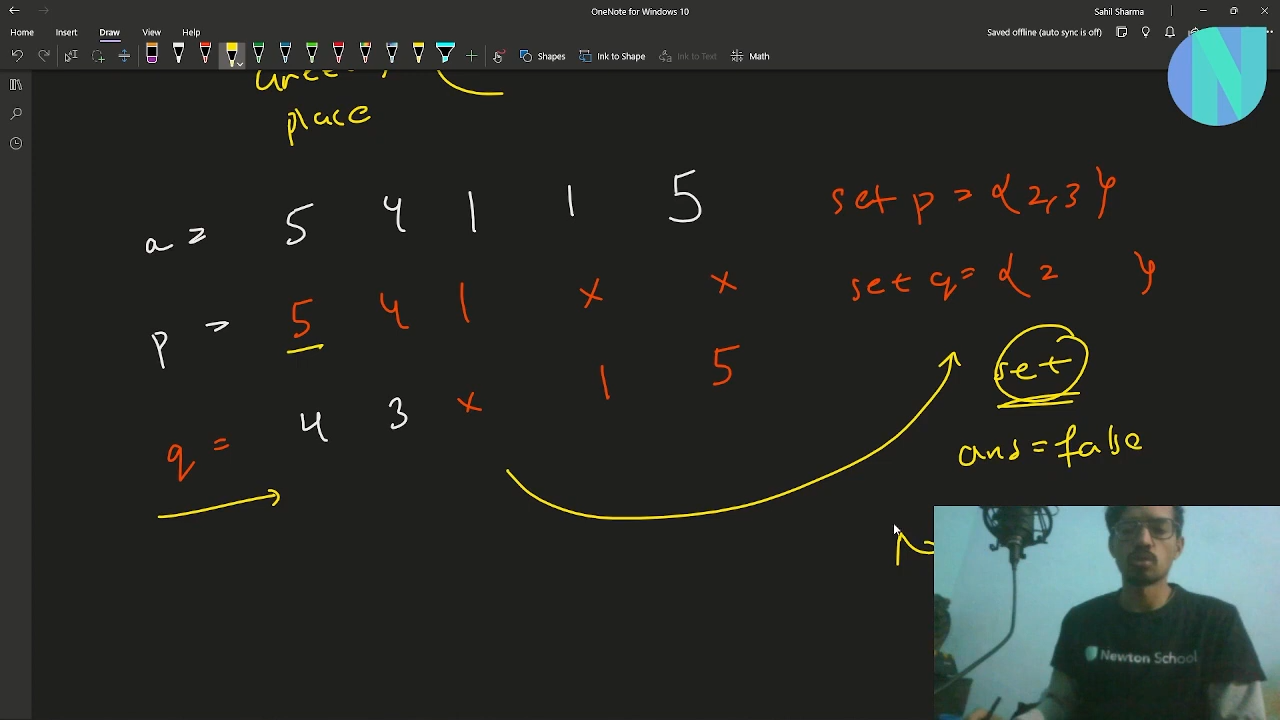 OneNote for Windows 10
Sahil Sharma
Home Insert Draw View Help
Saved offline (auto sync is off)
Shapes Ink to Shape Ink to Text Math
place
a = 5 4 1 1 5
set p = { 2, 3 }
p = 5 4 1 x x
set q = { 2 }
set
q = 4 3 x 1 5
ans = false
N
Newton School